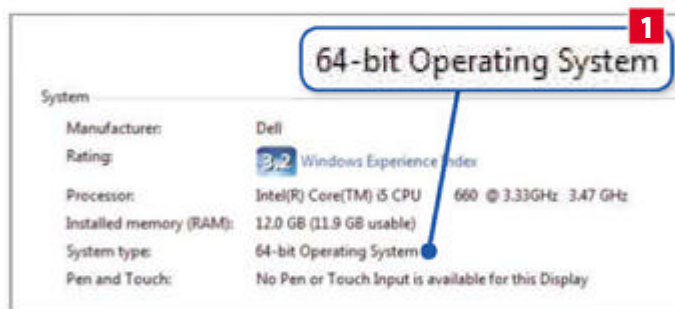 1
64-bit Operating System
System
Manufacturer: Dell
Rating: 3.2 Windows Experience Index
Processor: Intel(R) Core(TM) i5 CPU 660 @ 3.33GHz 3.47 GHz
Installed memory (RAM): 12.0 GB (11.9 GB usable)
System type: 64-bit Operating System
Pen and Touch: No Pen or Touch Input is available for this Display